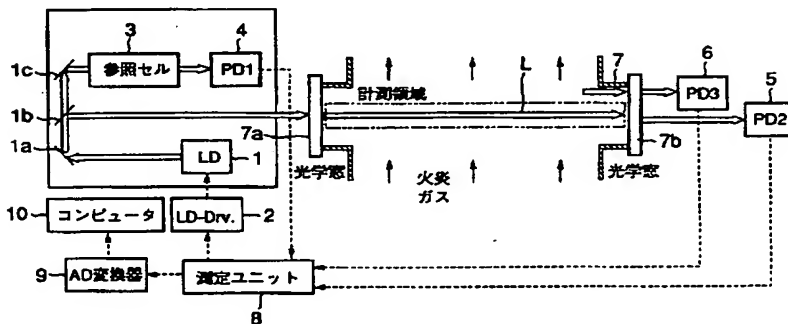 3
4
1c
参照セル
PD1
1b
1a
LD
1
7a
光学窓
計測領域
L
7
6
PD3
5
PD2
7b
光学窓
火炎
ガス
10
コンピュータ
LD-Drv.
2
9
AD変換器
測定ユニット
8